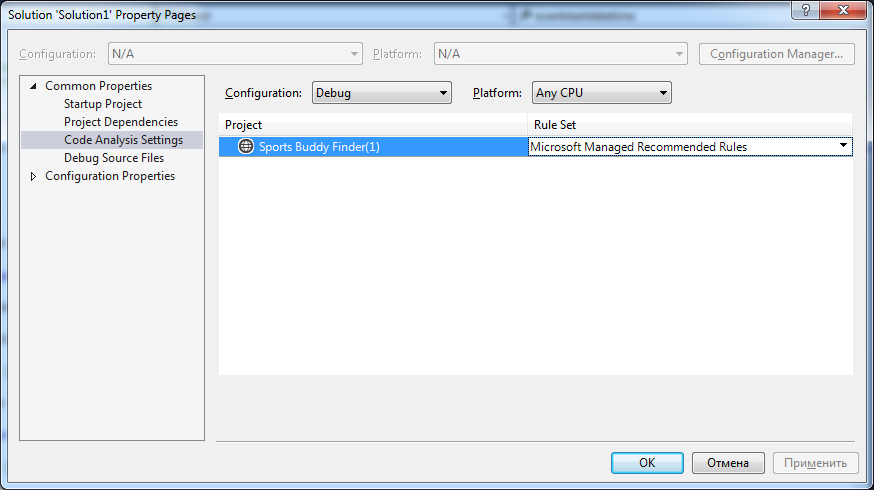 Solution 'Solution1' Property Pages
Configuration: N/A Platform: N/A Configuration Manager...
Common Properties
Startup Project
Project Dependencies
Code Analysis Settings
Debug Source Files
Configuration Properties
Configuration: Debug Platform: Any CPU
Project Rule Set
Sports Buddy Finder(1) Microsoft Managed Recommended Rules
OK Отмена Применить